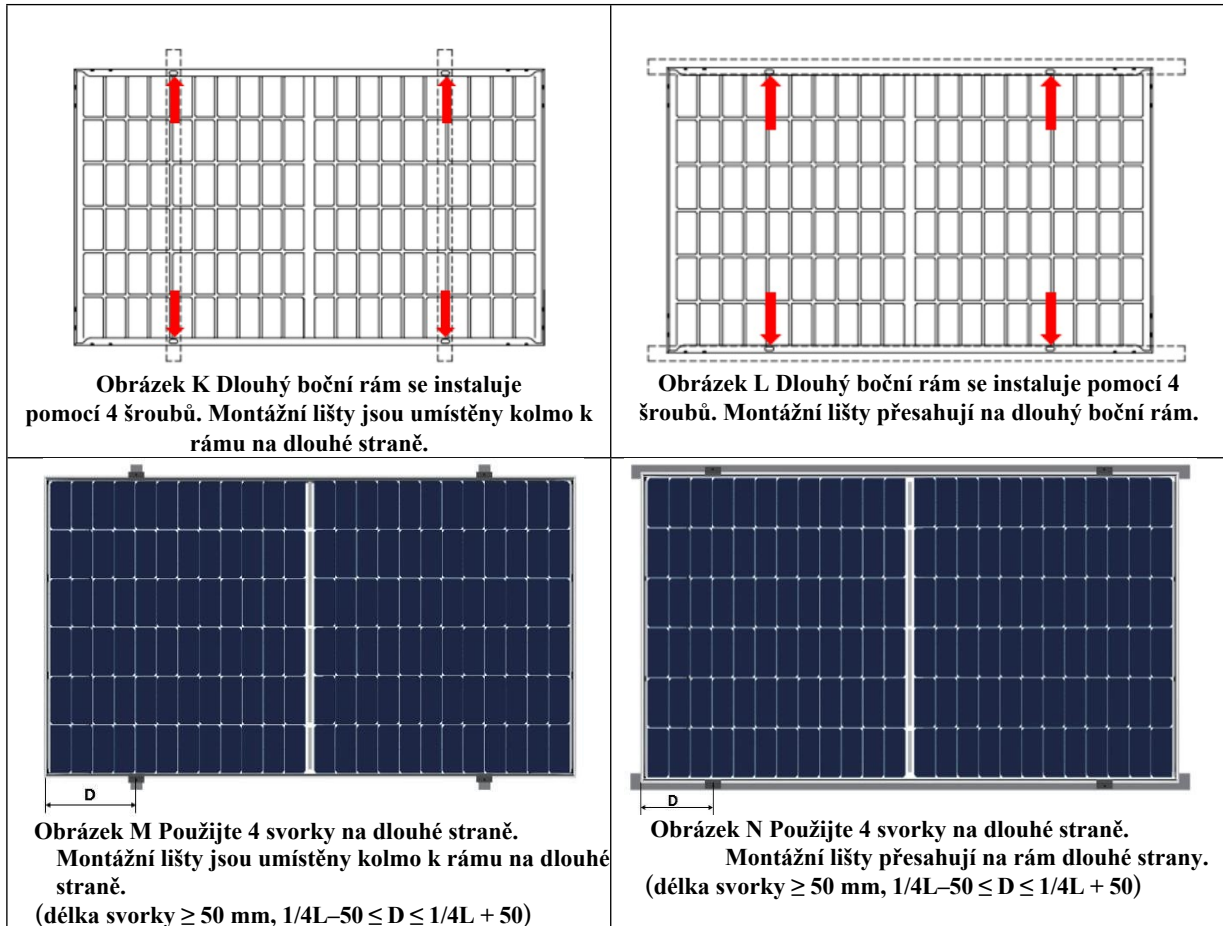 Obrázek K Dlouhý boční rám se instaluje
pomocí 4 šroubů. Montážní lišty jsou umístěny kolmo k
rámu na dlouhé straně.
Obrázek L Dlouhý boční rám se instaluje pomocí 4
šroubů. Montážní lišty přesahují na dlouhý boční rám.
D
Obrázek M Použijte 4 svorky na dlouhé straně.
Montážní lišty jsou umístěny kolmo k rámu na dlouhé
straně.
(délka svorky ≥ 50 mm, 1/4L–50 ≤ D ≤ 1/4L + 50)
D
Obrázek N Použijte 4 svorky na dlouhé straně.
Montážní lišty přesahují na rám dlouhé strany.
(délka svorky ≥ 50 mm, 1/4L–50 ≤ D ≤ 1/4L + 50)